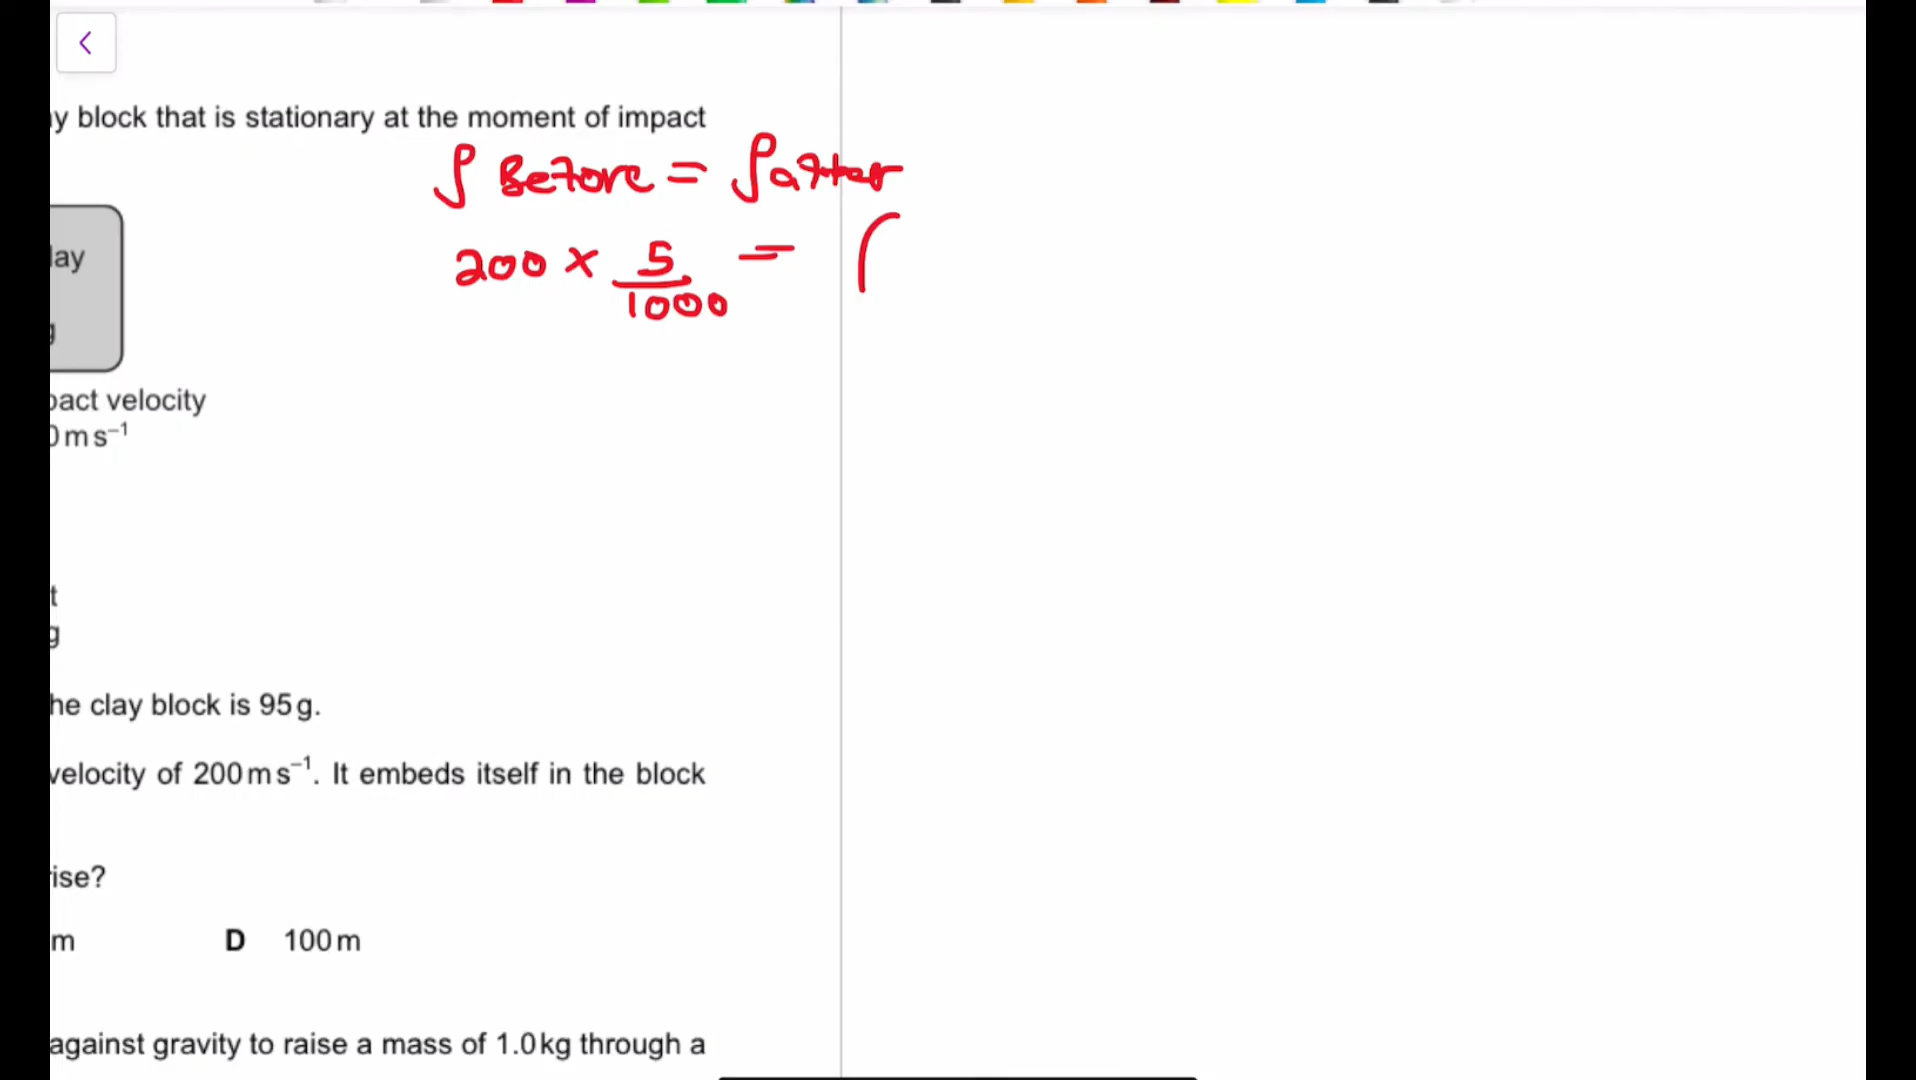 y block that is stationary at the moment of impact
ρ Before = ρ after
200 × 5/1000 = (
lay
g
pact velocity
0 m s⁻¹
t
g
he clay block is 95 g.
velocity of 200 m s⁻¹. It embeds itself in the block
rise?
m D 100 m
against gravity to raise a mass of 1.0 kg through a